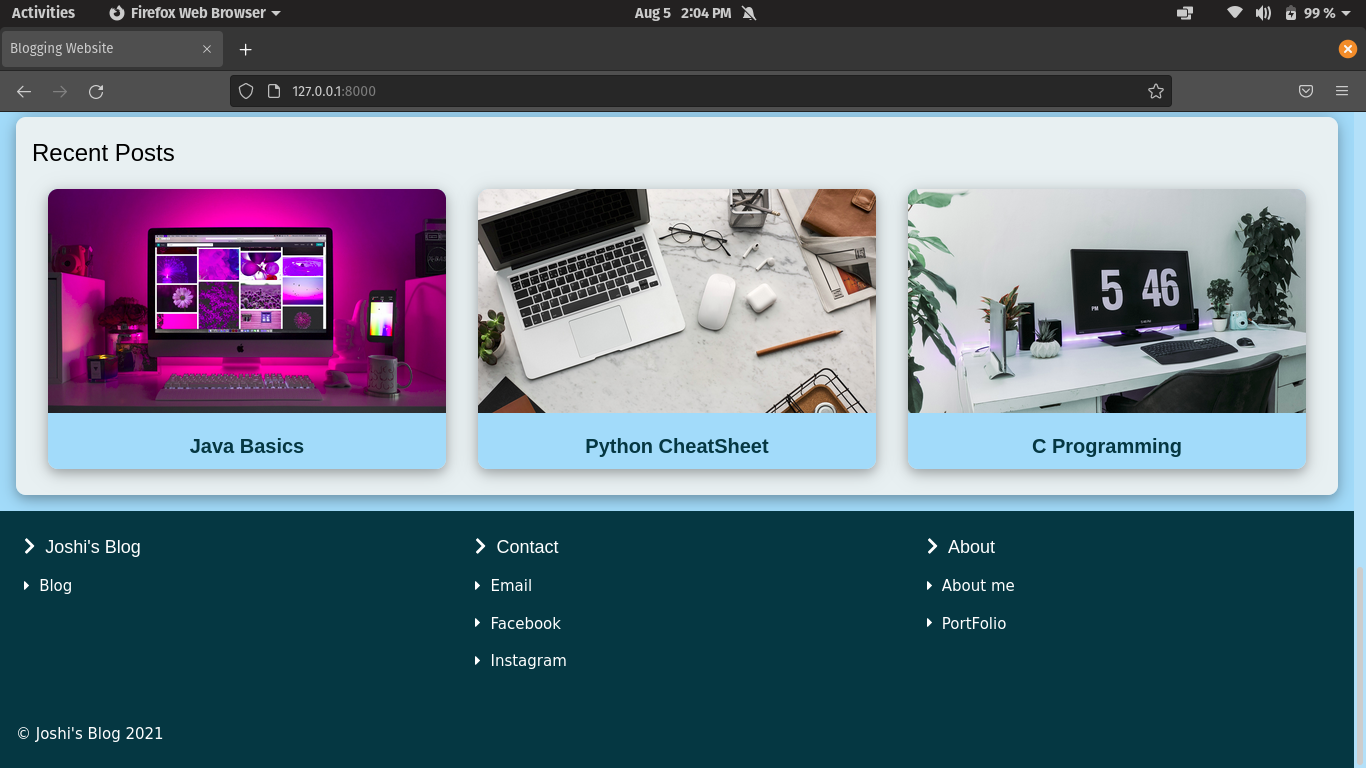 Activities Firefox Web Browser Aug 5 2:04 PM 99 %
Blogging Website
127.0.0.1:8000
Recent Posts
5 46
PM
Java Basics Python CheatSheet C Programming
Joshi's Blog Contact About
Blog Email About me
Facebook PortFolio
Instagram
© Joshi's Blog 2021